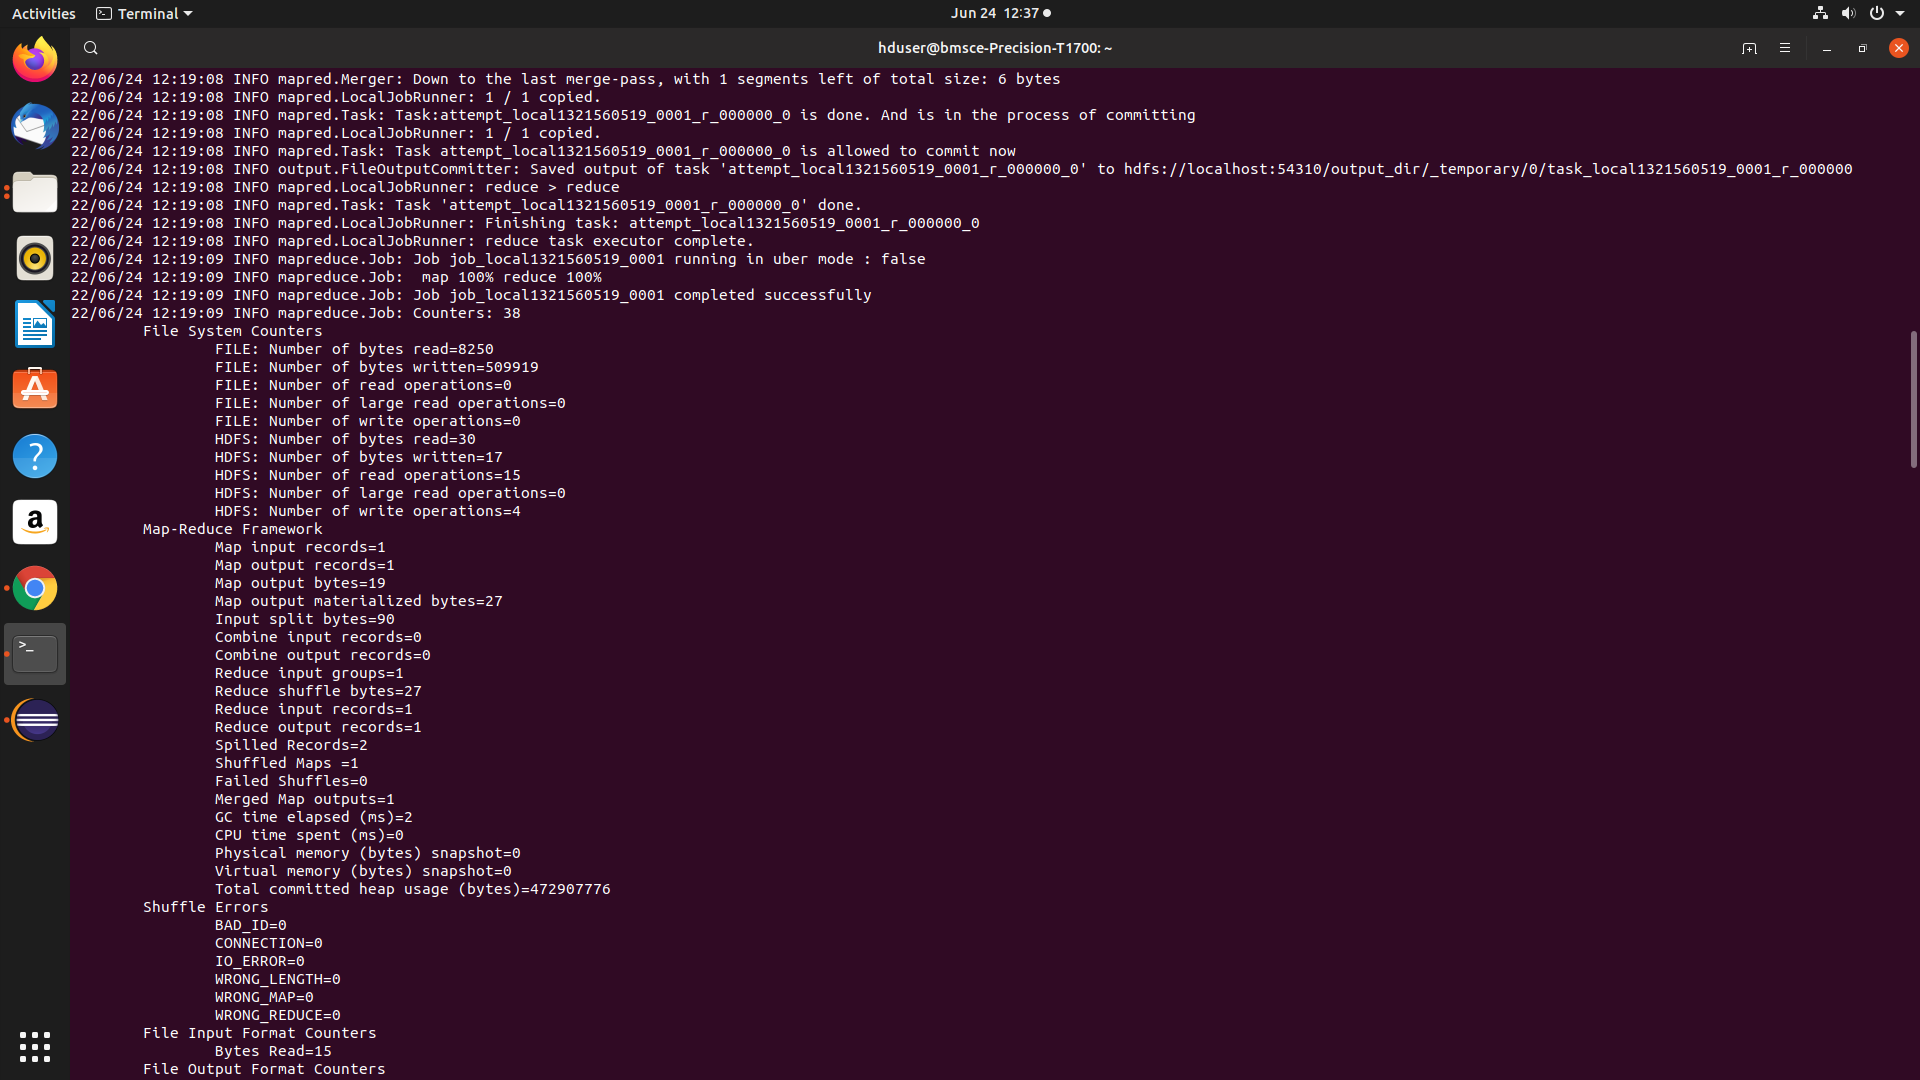 Activities
Terminal
Jun 24 12:37
hduser@bmsce-Precision-T1700: ~
22/06/24 12:19:08 INFO mapred.Merger: Down to the last merge-pass, with 1 segments left of total size: 6 bytes
22/06/24 12:19:08 INFO mapred.LocalJobRunner: 1 / 1 copied.
22/06/24 12:19:08 INFO mapred.Task: Task:attempt_local1321560519_0001_r_000000_0 is done. And is in the process of committing
22/06/24 12:19:08 INFO mapred.LocalJobRunner: 1 / 1 copied.
22/06/24 12:19:08 INFO mapred.Task: Task attempt_local1321560519_0001_r_000000_0 is allowed to commit now
22/06/24 12:19:08 INFO output.FileOutputCommitter: Saved output of task 'attempt_local1321560519_0001_r_000000_0' to hdfs://localhost:54310/output_dir/_temporary/0/task_local1321560519_0001_r_000000
22/06/24 12:19:08 INFO mapred.LocalJobRunner: reduce > reduce
22/06/24 12:19:08 INFO mapred.Task: Task 'attempt_local1321560519_0001_r_000000_0' done.
22/06/24 12:19:08 INFO mapred.LocalJobRunner: Finishing task: attempt_local1321560519_0001_r_000000_0
22/06/24 12:19:08 INFO mapred.LocalJobRunner: reduce task executor complete.
22/06/24 12:19:09 INFO mapreduce.Job: Job job_local1321560519_0001 running in uber mode : false
22/06/24 12:19:09 INFO mapreduce.Job:  map 100% reduce 100%
22/06/24 12:19:09 INFO mapreduce.Job: Job job_local1321560519_0001 completed successfully
22/06/24 12:19:09 INFO mapreduce.Job: Counters: 38
File System Counters
FILE: Number of bytes read=8250
FILE: Number of bytes written=509919
FILE: Number of read operations=0
FILE: Number of large read operations=0
FILE: Number of write operations=0
HDFS: Number of bytes read=30
HDFS: Number of bytes written=17
HDFS: Number of read operations=15
HDFS: Number of large read operations=0
HDFS: Number of write operations=4
Map-Reduce Framework
Map input records=1
Map output records=1
Map output bytes=19
Map output materialized bytes=27
Input split bytes=90
Combine input records=0
Combine output records=0
Reduce input groups=1
Reduce shuffle bytes=27
Reduce input records=1
Reduce output records=1
Spilled Records=2
Shuffled Maps =1
Failed Shuffles=0
Merged Map outputs=1
GC time elapsed (ms)=2
CPU time spent (ms)=0
Physical memory (bytes) snapshot=0
Virtual memory (bytes) snapshot=0
Total committed heap usage (bytes)=472907776
Shuffle Errors
BAD_ID=0
CONNECTION=0
IO_ERROR=0
WRONG_LENGTH=0
WRONG_MAP=0
WRONG_REDUCE=0
File Input Format Counters
Bytes Read=15
File Output Format Counters